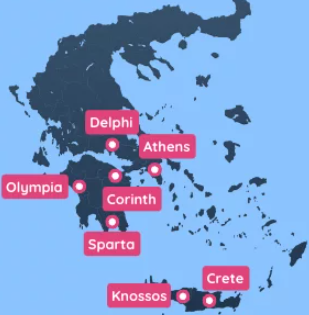 Delphi
Athens
Olympia
Corinth
Sparta
Crete
Knossos